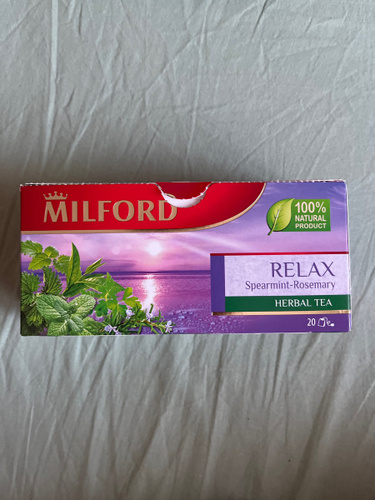 MILFORD
100%
NATURAL
PRODUCT
RELAX
Spearmint-Rosemary
HERBAL TEA
20